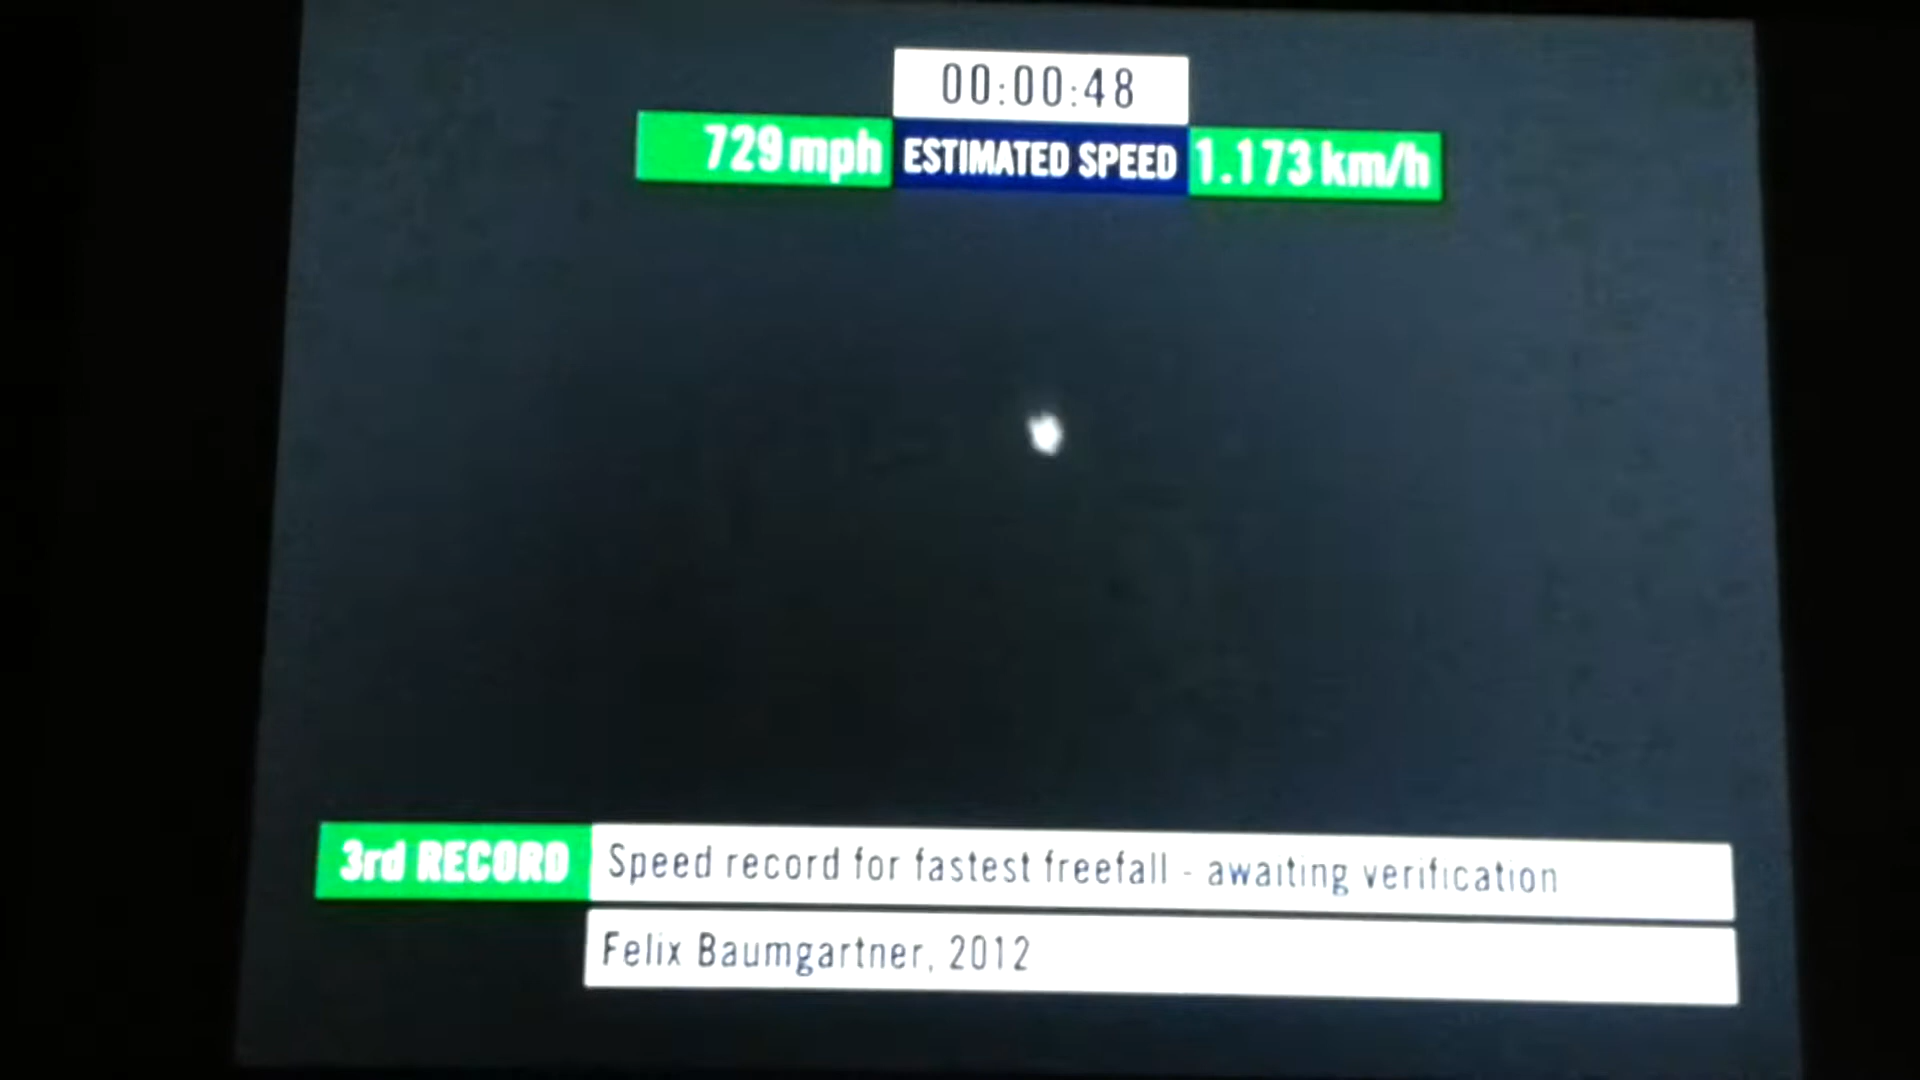 00:00:48
729 mph ESTIMATED SPEED 1.173 km/h
3rd RECORD Speed record for fastest freefall - awaiting verification
Felix Baumgartner, 2012